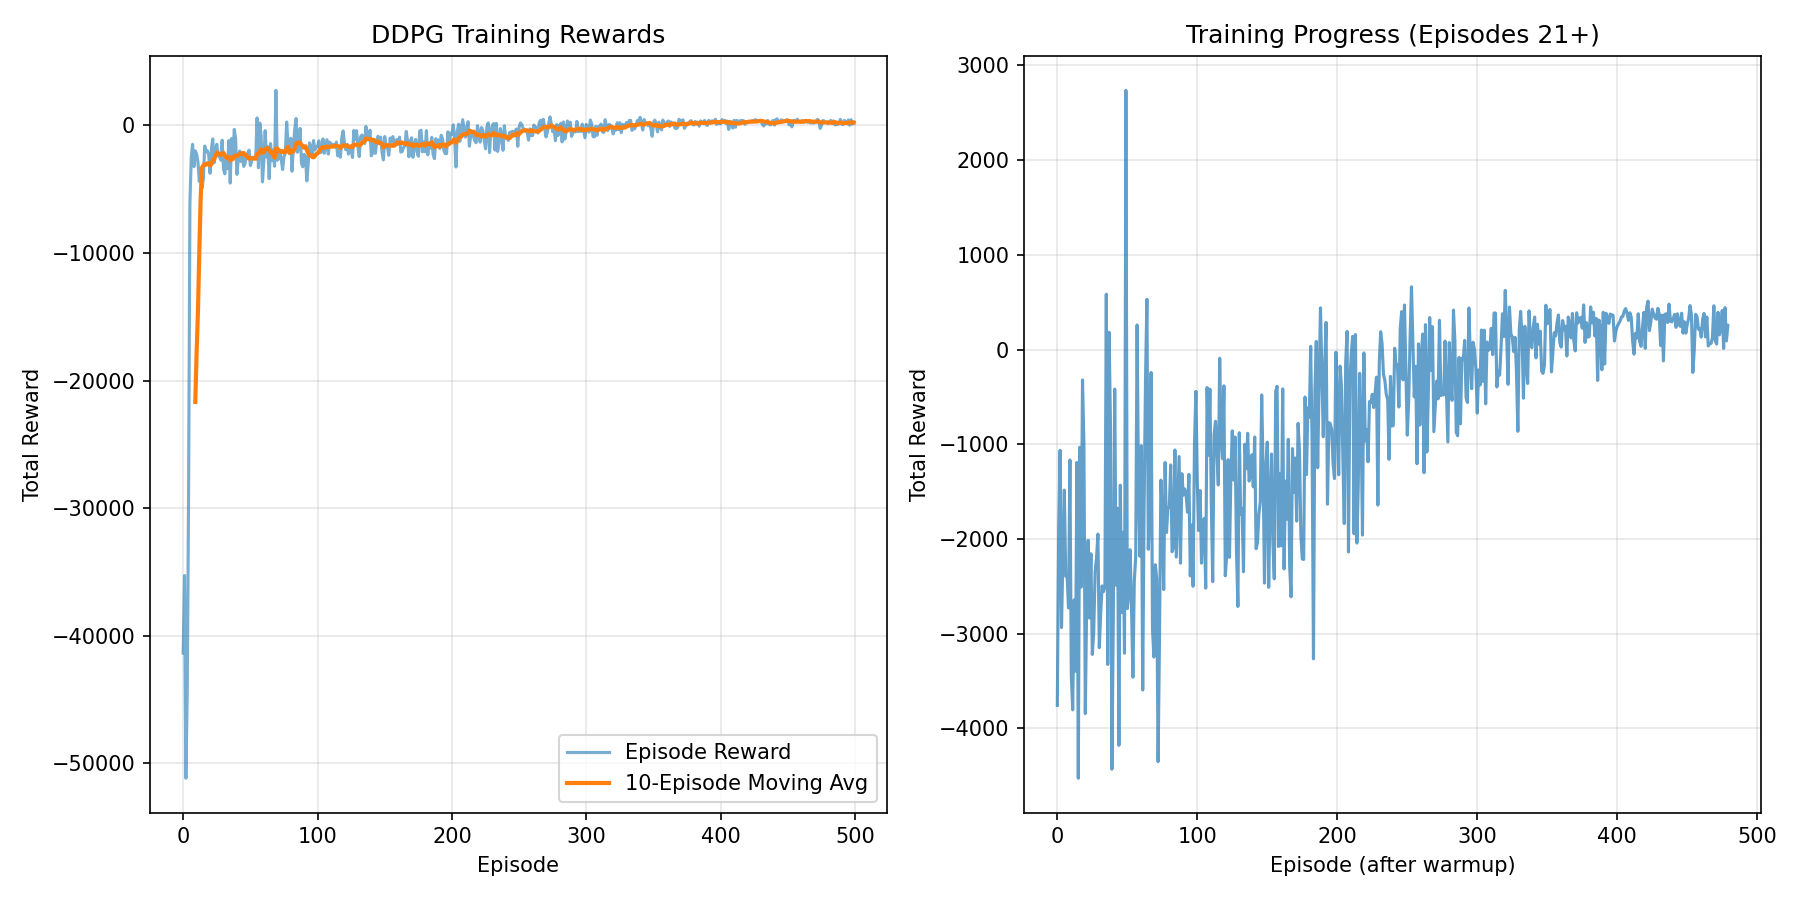 DDPG Training Rewards
Total Reward
0
−10000
−20000
−30000
−40000
−50000
Episode Reward
10-Episode Moving Avg
0 100 200 300 400 500
Episode
Training Progress (Episodes 21+)
Total Reward
3000
2000
1000
0
−1000
−2000
−3000
−4000
0 100 200 300 400 500
Episode (after warmup)